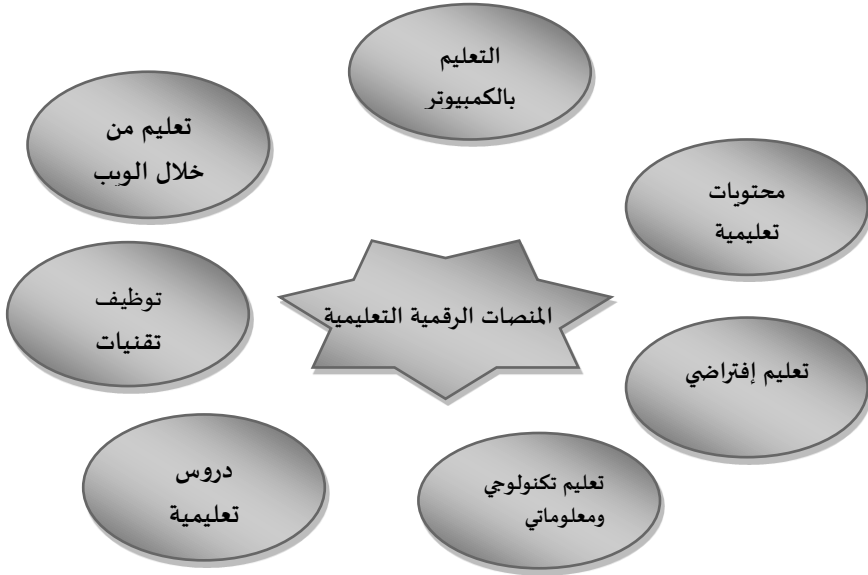 التعليم
بالكمبيوتر
تعليم من
خلال الويب
محتويات
تعليمية
توظيف
تقنيات
المنصات الرقمية التعليمية
تعليم إفتراضي
دروس
تعليمية
تعليم تكنولوجي
ومعلوماتي